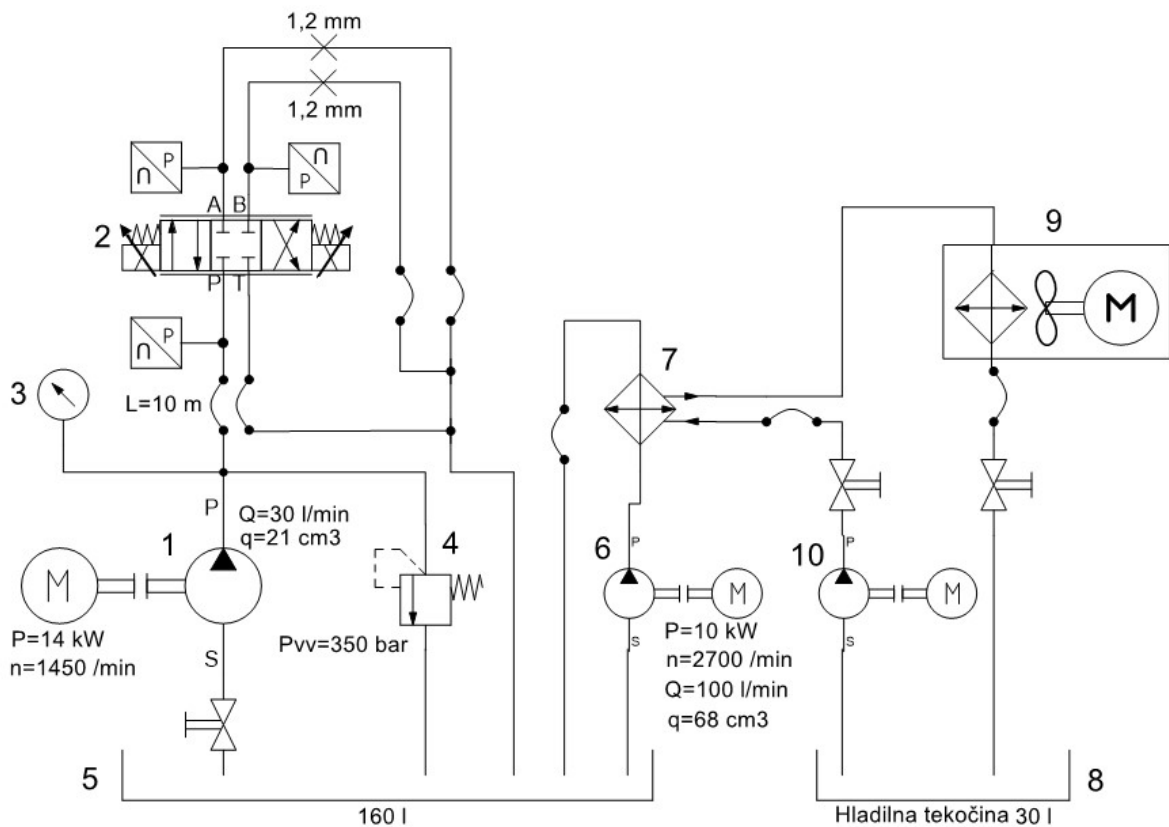 1,2 mm
1,2 mm
P
n
n
P
A B
2
P T
P
n
3
L=10 m
9
M
7
P
Q=30 l/min
q=21 cm3
1
4
6
P
10
P
M
M
M
P=14 kW
n=1450 /min
S
Pvv=350 bar
S
P=10 kW
n=2700 /min
Q=100 l/min
q=68 cm3
S
5
8
160 l
Hladilna tekočina 30 l